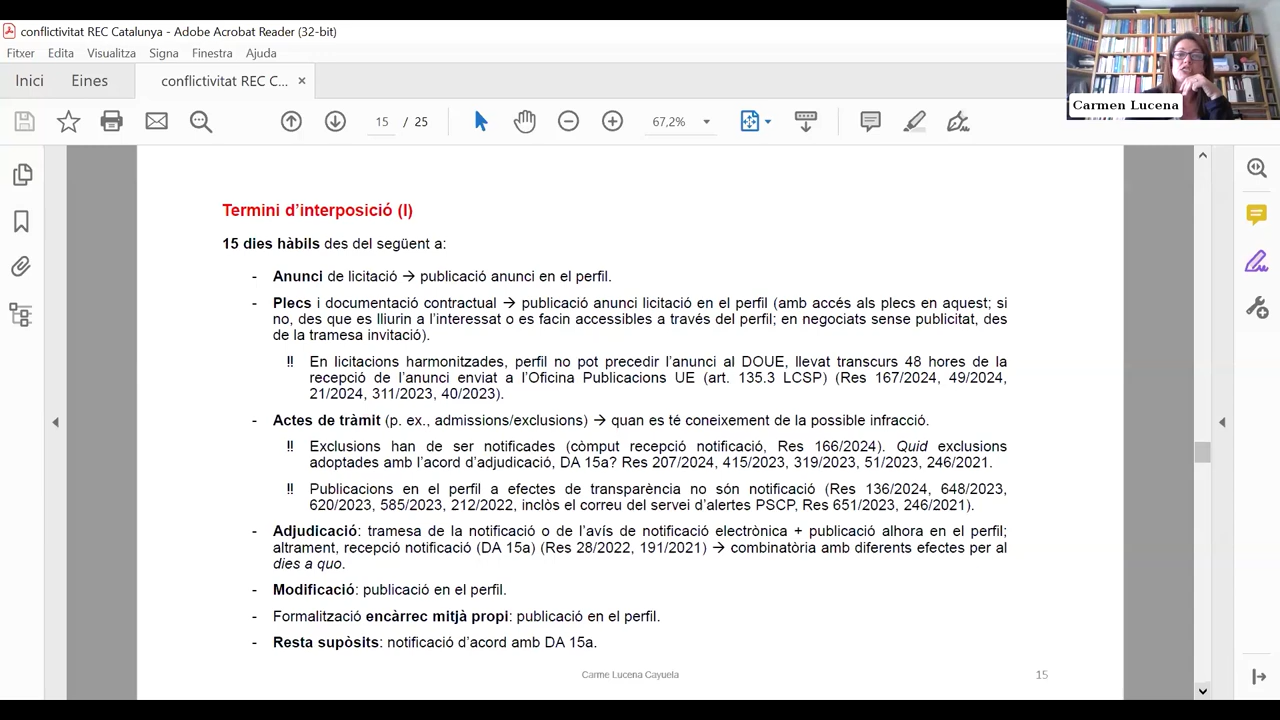 conflictivitat REC Catalunya - Adobe Acrobat Reader (32-bit)
Fitxer Edita Visualitza Signa Finestra Ajuda
Inici Eines conflictivitat REC C... ×
15 / 25 67,2%
Carmen Lucena
Termini d’interposició (I)
15 dies hàbils des del següent a:
- Anunci de licitació → publicació anunci en el perfil.
- Plecs i documentació contractual → publicació anunci licitació en el perfil (amb accés als plecs en aquest; si
no, des que es lliurin a l’interessat o es facin accessibles a través del perfil; en negociats sense publicitat, des
de la tramesa invitació).
!! En licitacions harmonitzades, perfil no pot precedir l’anunci al DOUE, llevat transcurs 48 hores de la
recepció de l’anunci enviat a l’Oficina Publicacions UE (art. 135.3 LCSP) (Res 167/2024, 49/2024,
21/2024, 311/2023, 40/2023).
- Actes de tràmit (p. ex., admissions/exclusions) → quan es té coneixement de la possible infracció.
!! Exclusions han de ser notificades (còmput recepció notificació, Res 166/2024). Quid exclusions
adoptades amb l’acord d’adjudicació, DA 15a? Res 207/2024, 415/2023, 319/2023, 51/2023, 246/2021.
!! Publicacions en el perfil a efectes de transparència no són notificació (Res 136/2024, 648/2023,
620/2023, 585/2023, 212/2022, inclòs el correu del servei d’alertes PSCP, Res 651/2023, 246/2021).
- Adjudicació: tramesa de la notificació o de l’avís de notificació electrònica + publicació alhora en el perfil;
altrament, recepció notificació (DA 15a) (Res 28/2022, 191/2021) → combinatòria amb diferents efectes per al
dies a quo.
- Modificació: publicació en el perfil.
- Formalització encàrrec mitjà propi: publicació en el perfil.
- Resta supòsits: notificació d’acord amb DA 15a.
Carme Lucena Cayuela 15